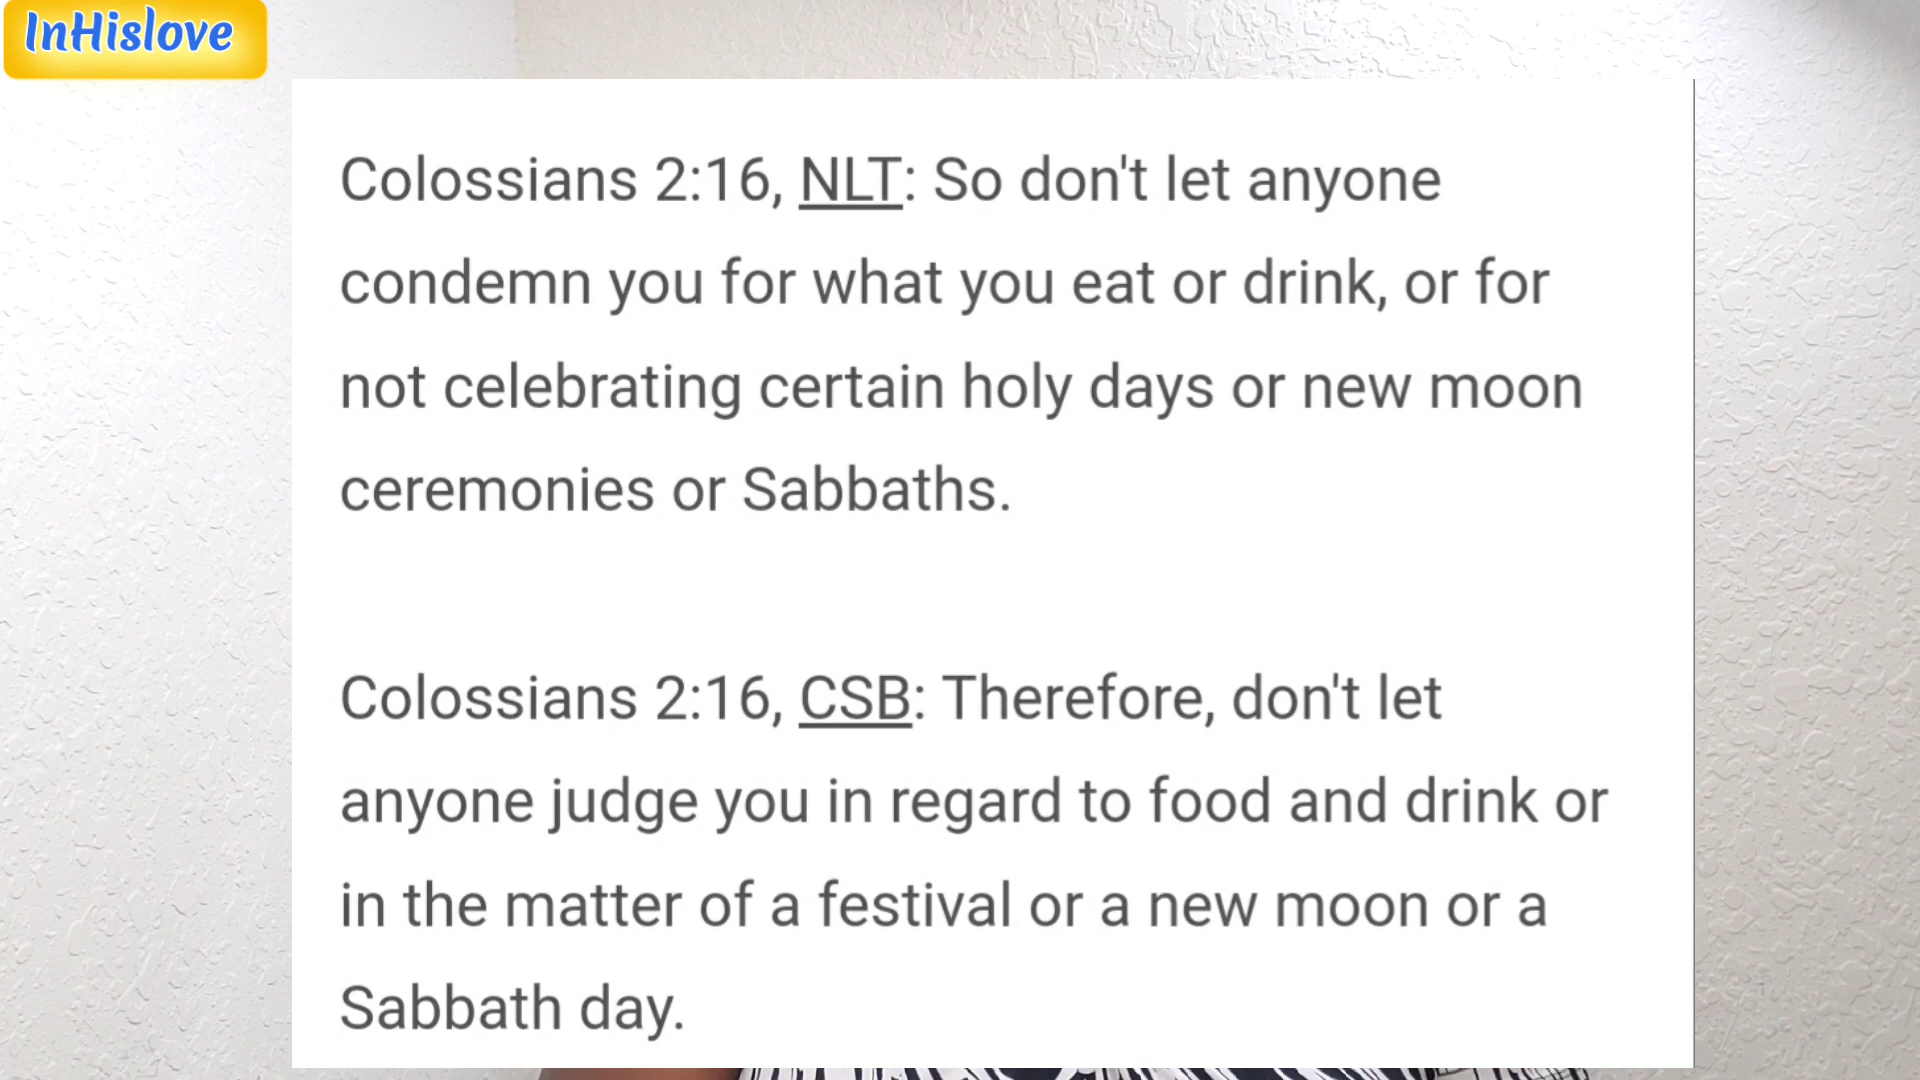 InHislove
Colossians 2:16, NLT: So don't let anyone
condemn you for what you eat or drink, or for
not celebrating certain holy days or new moon
ceremonies or Sabbaths.
Colossians 2:16, CSB: Therefore, don't let
anyone judge you in regard to food and drink or
in the matter of a festival or a new moon or a
Sabbath day.